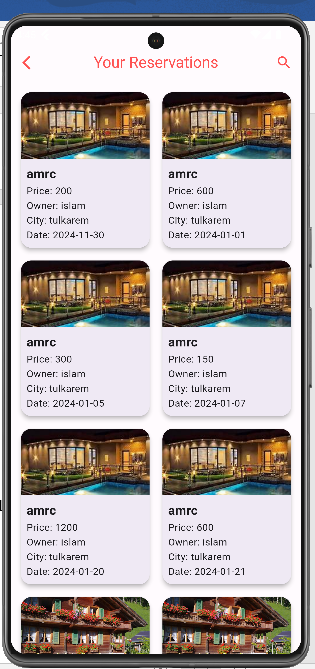 Your Reservations
amrc
Price: 200
Owner: islam
City: tulkarem
Date: 2024-11-30
amrc
Price: 600
Owner: islam
City: tulkarem
Date: 2024-01-01
amrc
Price: 300
Owner: islam
City: tulkarem
Date: 2024-01-05
amrc
Price: 150
Owner: islam
City: tulkarem
Date: 2024-01-07
amrc
Price: 1200
Owner: islam
City: tulkarem
Date: 2024-01-20
amrc
Price: 600
Owner: islam
City: tulkarem
Date: 2024-01-21